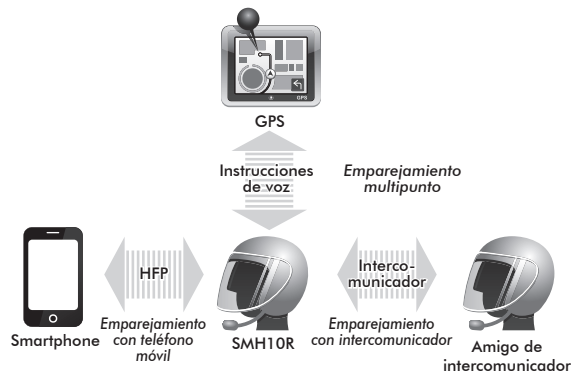 GPS
GPS
Instrucciones
de voz
Emparejamiento
multipunto
HFP
Interco-
municador
Smartphone
Emparejamiento
con teléfono
móvil
SMH10R
Emparejamiento
con intercomunicador
Amigo de
intercomunicador